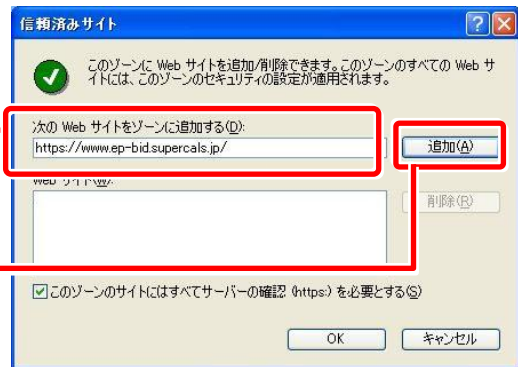 信頼済みサイト
このゾーンに Web サイトを追加/削除できます。このゾーンのすべての Web サ
イトには、このゾーンのセキュリティの設定が適用されます。
次の Web サイトをゾーンに追加する(D):
https://www.ep-bid.supercals.jp/
追加(A)
Web サイト(W):
削除(R)
このゾーンのサイトにはすべてサーバーの確認 (https:) を必要とする(S)
OK
キャンセル